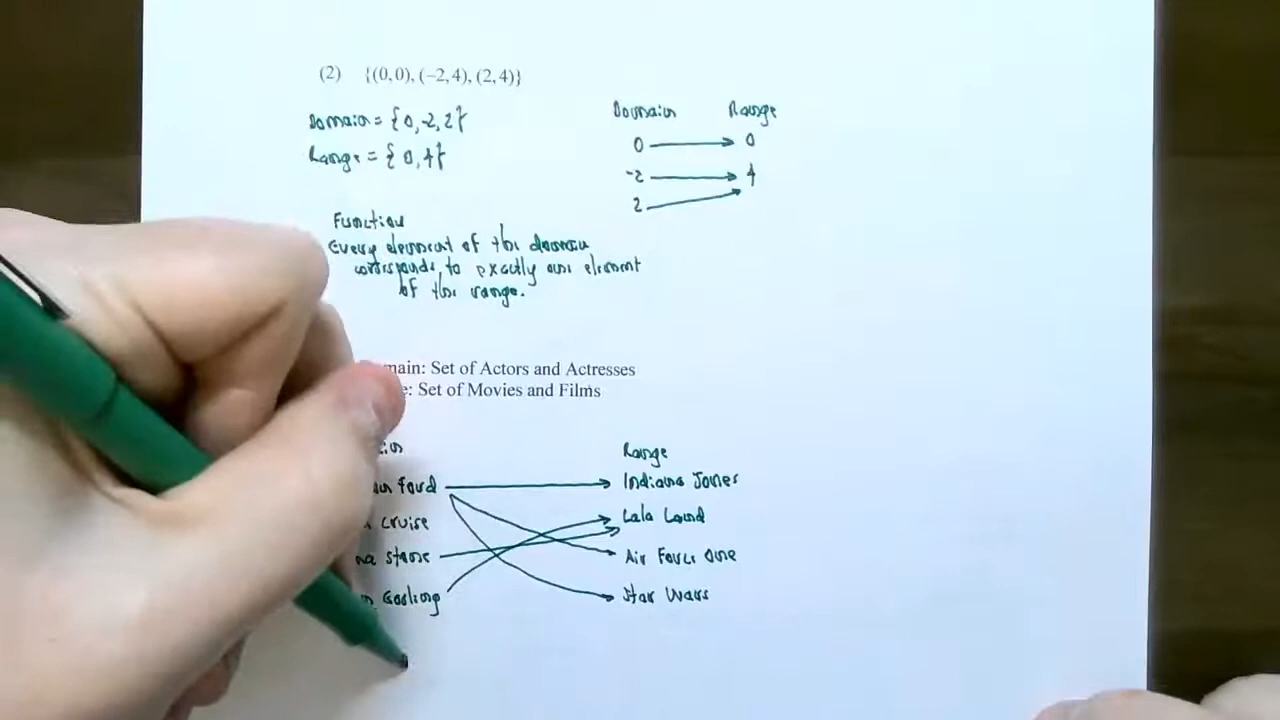 (2) {(0,0), (−2,4), (2,4)}
Domain = {0,-2,2}
Range = {0,4}
Domain Range
0 0
-2 4
2
Function
Every element of the domain
corresponds to exactly one element
of the range.
main: Set of Actors and Actresses
e: Set of Movies and Films
in Range
on Ford Indiana Jones
Cruise Lala Land
na Stone Air Force One
n Gosling Star Wars